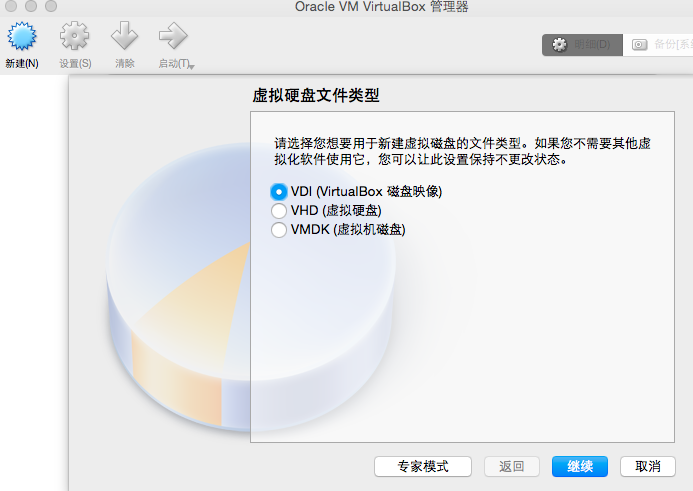 Oracle VM VirtualBox 管理器
新建(N)
设置(S)
清除
启动(T)
明细(D)
备份[系
虚拟硬盘文件类型
请选择您想要用于新建虚拟磁盘的文件类型。如果您不需要其他虚
拟化软件使用它，您可以让此设置保持不更改状态。
VDI (VirtualBox 磁盘映像)
VHD (虚拟硬盘)
VMDK (虚拟机磁盘)
专家模式
返回
继续
取消